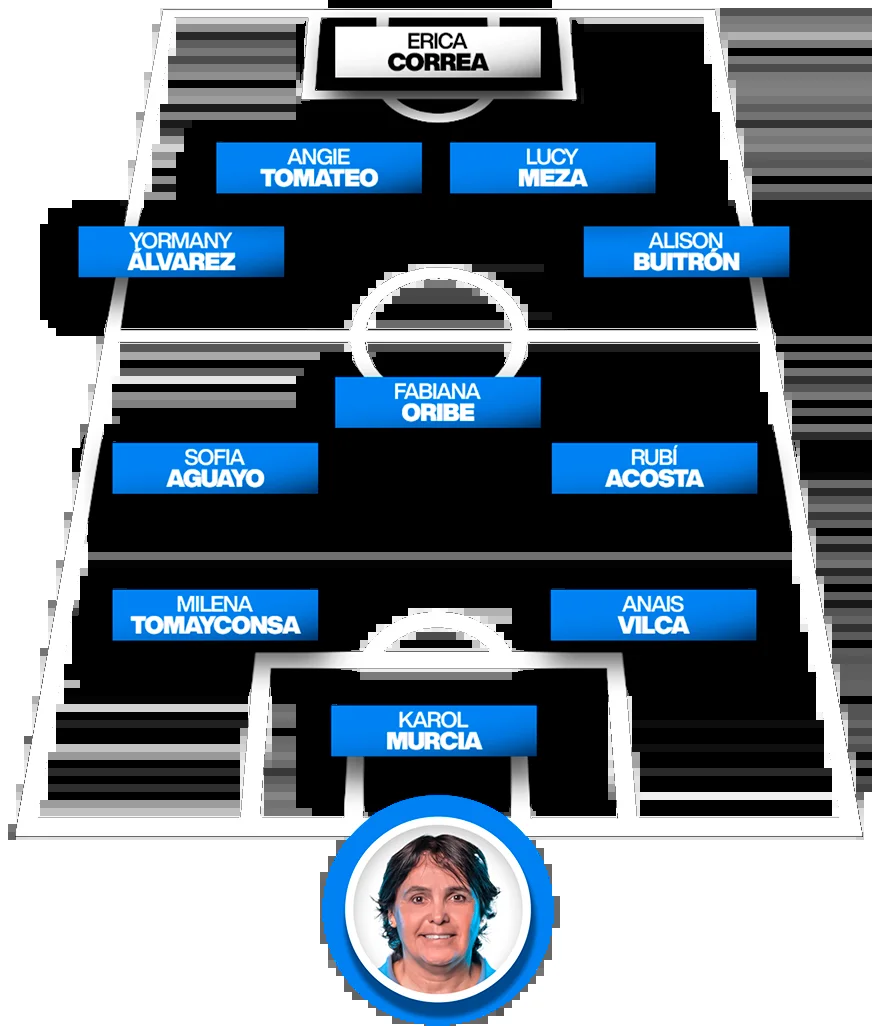 ERICA
CORREA
ANGIE
TOMATEO
LUCY
MEZA
YORMANY
ÁLVAREZ
ALISON
BUITRÓN
FABIANA
ORIBE
SOFIA
AGUAYO
RUBÍ
ACOSTA
MILENA
TOMAYCONSA
ANAIS
VILCA
KAROL
MURCIA